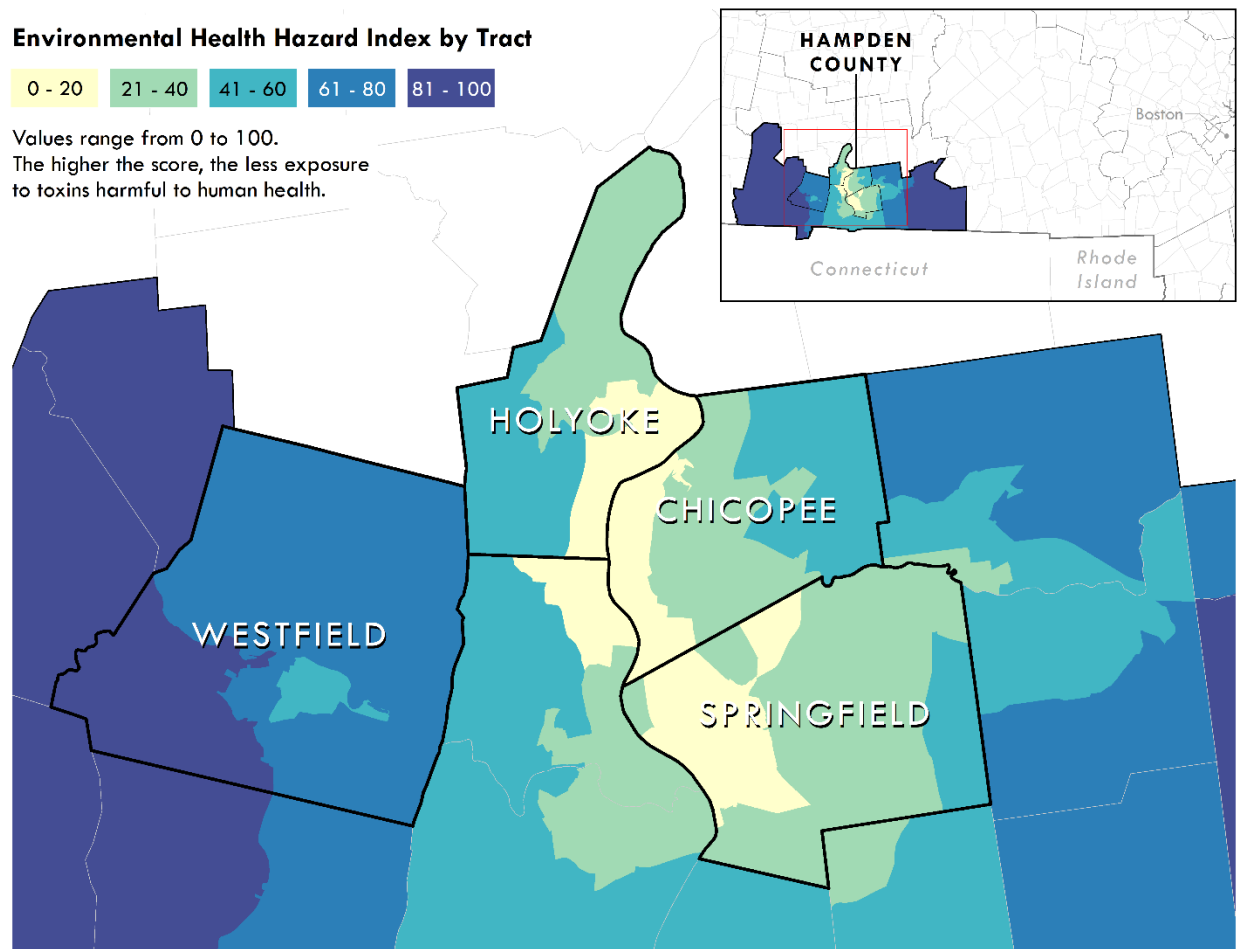 Environmental Health Hazard Index by Tract
0 - 20
21 - 40
41 - 60
61 - 80
81 - 100
Values range from 0 to 100.
The higher the score, the less exposure
to toxins harmful to human health.
HAMPDEN
COUNTY
Boston
Connecticut
Rhode
Island
HOLYOKE
CHICOPEE
WESTFIELD
SPRINGFIELD